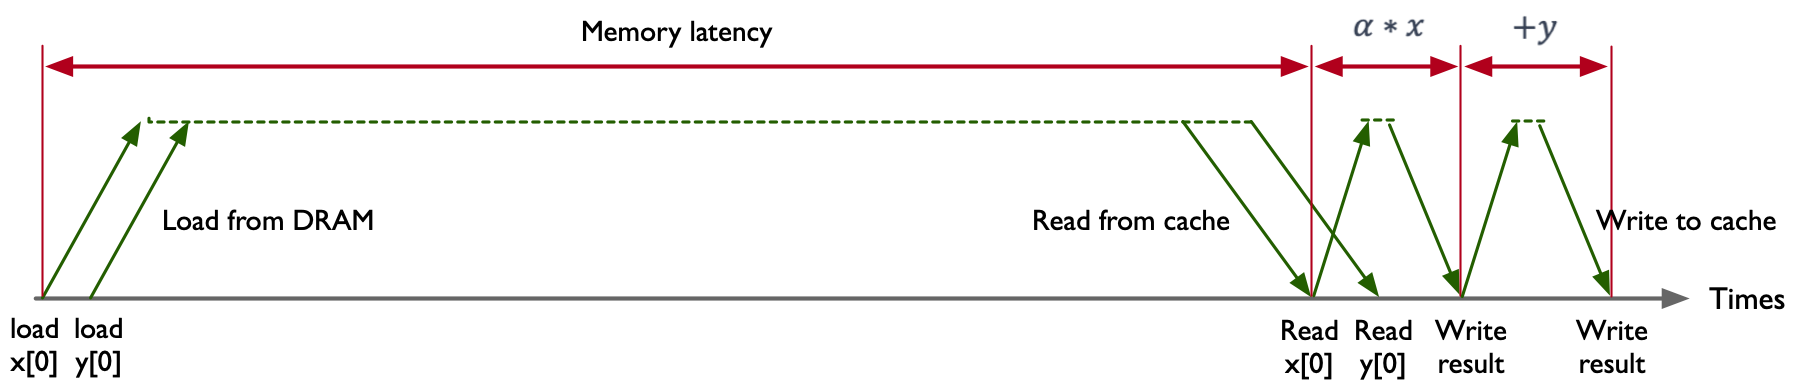 Memory latency
α * x
+y
Load from DRAM
Read from cache
Write to cache
Times
load
x[0]
load
y[0]
Read
x[0]
Read
y[0]
Write
result
Write
result